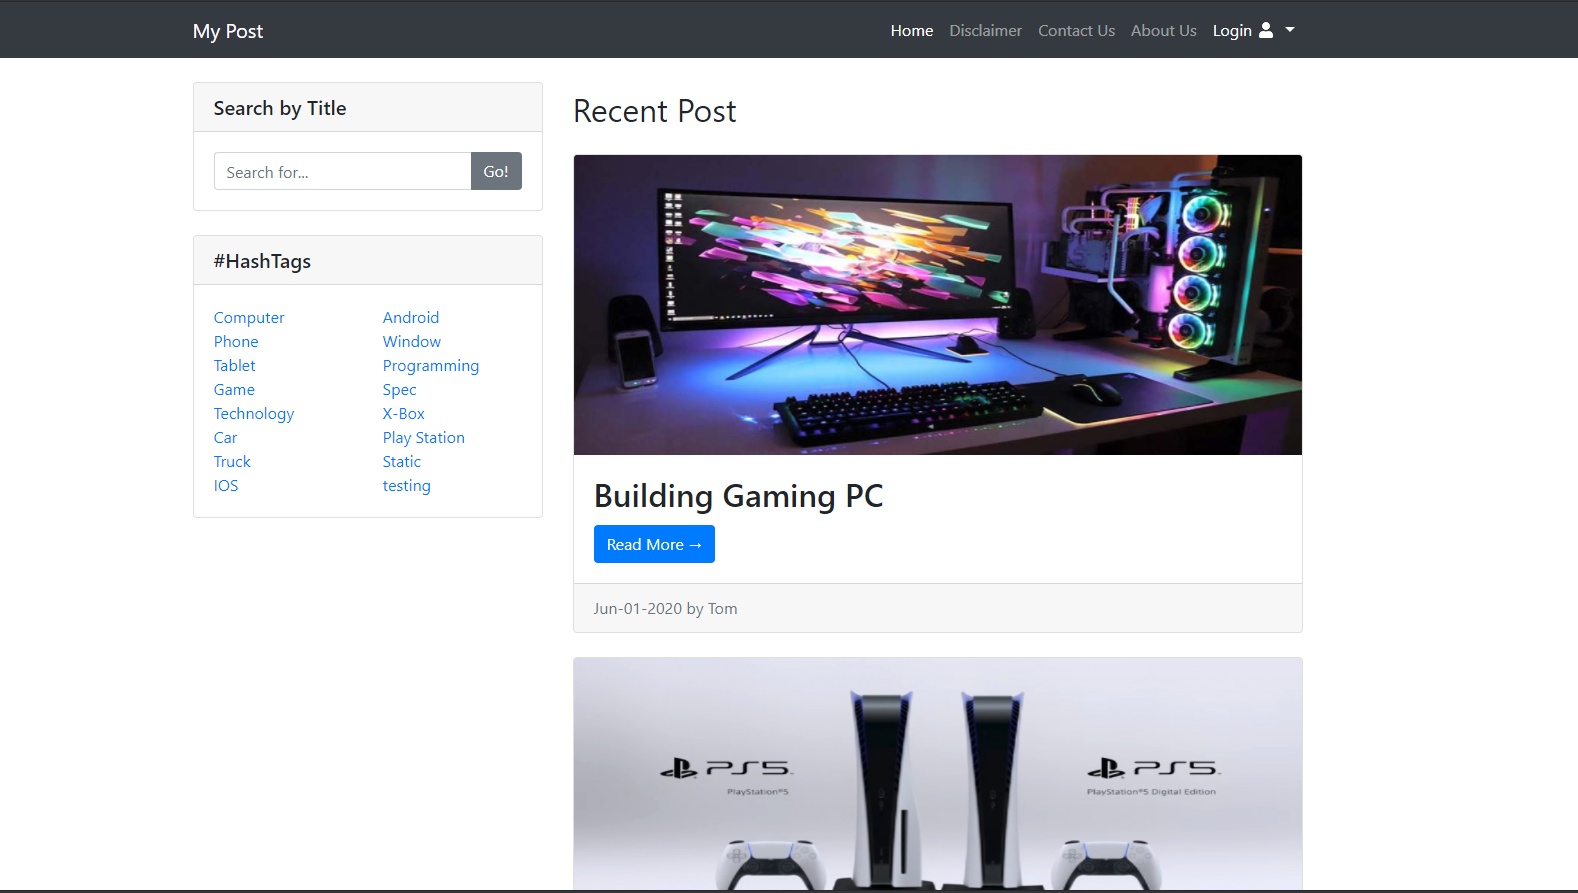 My Post
Home Disclaimer Contact Us About Us Login
Search by Title
Search for... Go!
#HashTags
Computer Android
Phone Window
Tablet Programming
Game Spec
Technology X-Box
Car Play Station
Truck Static
IOS testing
Recent Post
Building Gaming PC
Read More →
Jun-01-2020 by Tom
PS5 PS5
PlayStation®5 PlayStation®5 Digital Edition